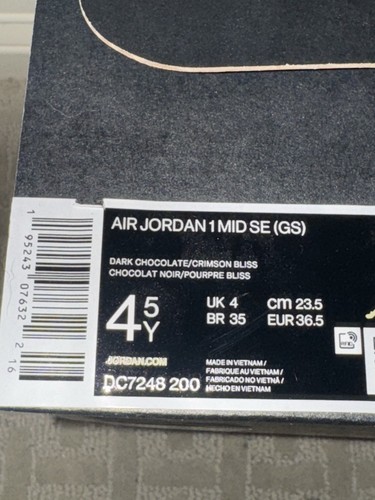 AIR JORDAN 1 MID SE (GS)
DARK CHOCOLATE/CRIMSON BLISS
CHOCOLAT NOIR/POURPRE BLISS
4 5 Y
UK 4 cm 23.5
BR 35 EUR 36.5
JORDAN.COM
DC7248 200
MADE IN VIETNAM /
FABRIQUÉ AU VIETNAM /
FABRICADO NO VIETNÃ /
HECHO EN VIETNAM
1 95243 07632 2 16